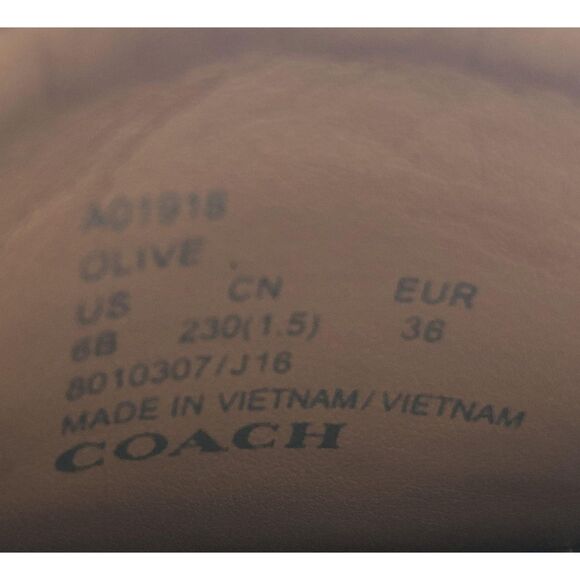 A01918
OLIVE
US CN EUR
6B 230(1.5) 36
8010307/J16
MADE IN VIETNAM/VIETNAM
COACH